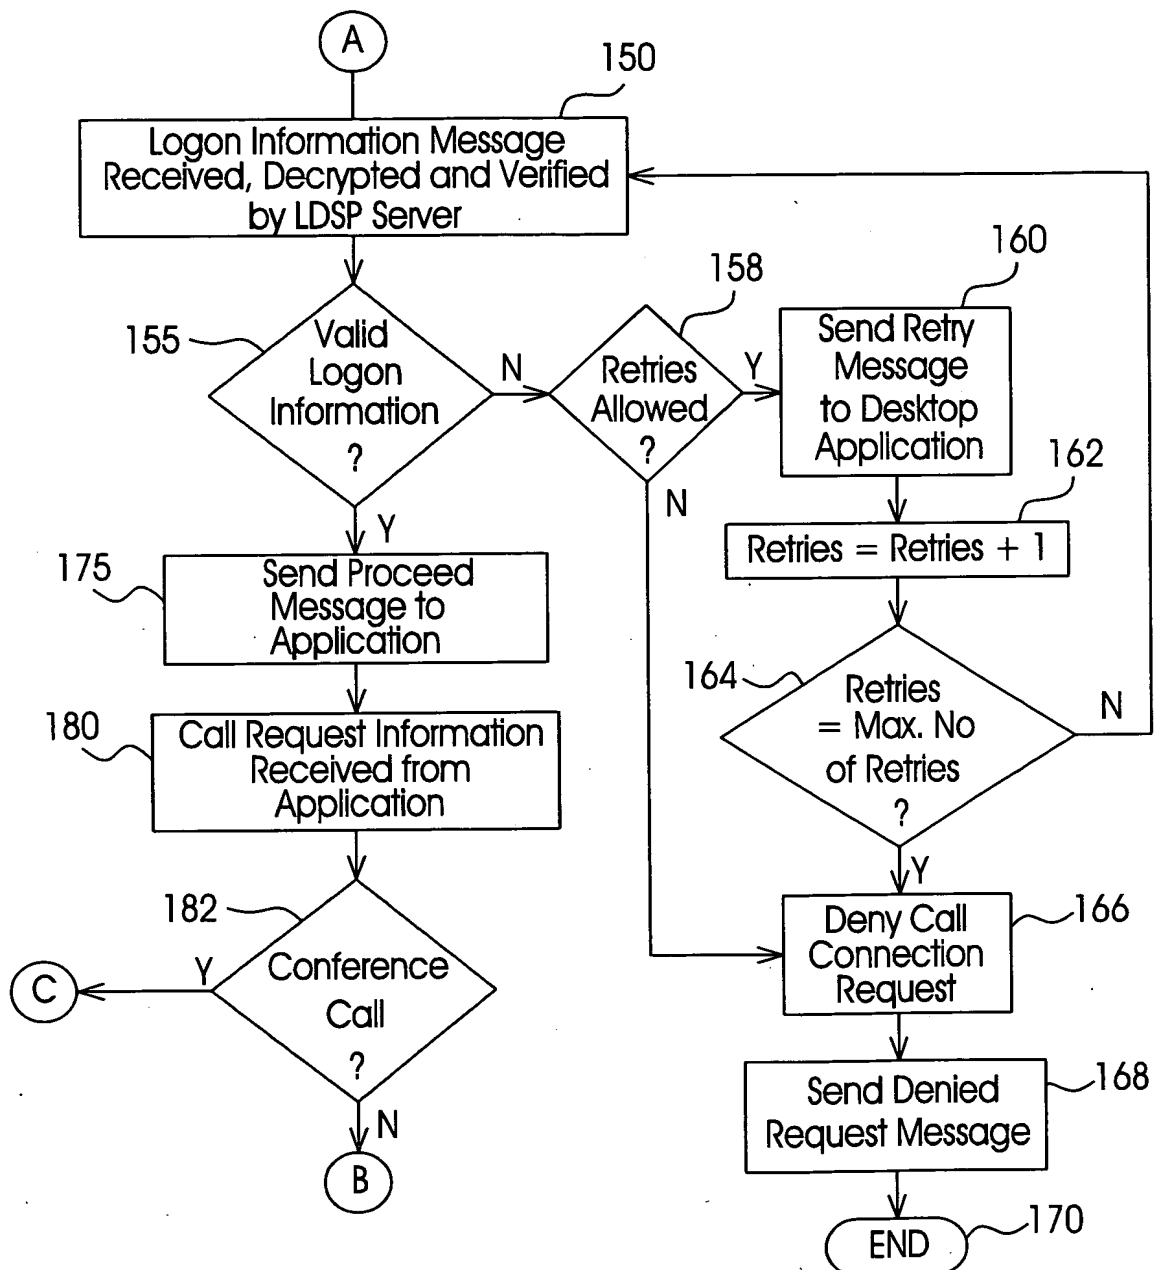 A
150
Logon Information Message
Received, Decrypted and Verified
by LDSP Server
155
Valid
Logon
Information
?
N
Y
158
Retries
Allowed
?
Y
N
160
Send Retry
Message
to Desktop
Application
162
Retries = Retries + 1
164
Retries
= Max. No
of Retries
?
N
Y
175
Send Proceed
Message to
Application
180
Call Request Information
Received from
Application
182
Conference
Call
?
Y
C
N
B
166
Deny Call
Connection
Request
168
Send Denied
Request Message
170
END